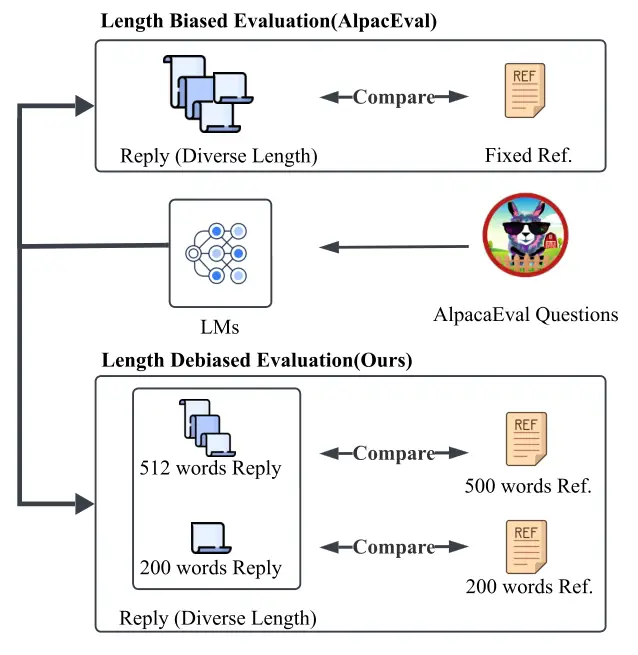 Length Biased Evaluation(AlpacEval)
REF
Compare
Reply (Diverse Length)
Fixed Ref.
LMs
AlpacaEval Questions
Length Debiased Evaluation(Ours)
REF
Compare
512 words Reply
500 words Ref.
REF
Compare
200 words Reply
200 words Ref.
Reply (Diverse Length)